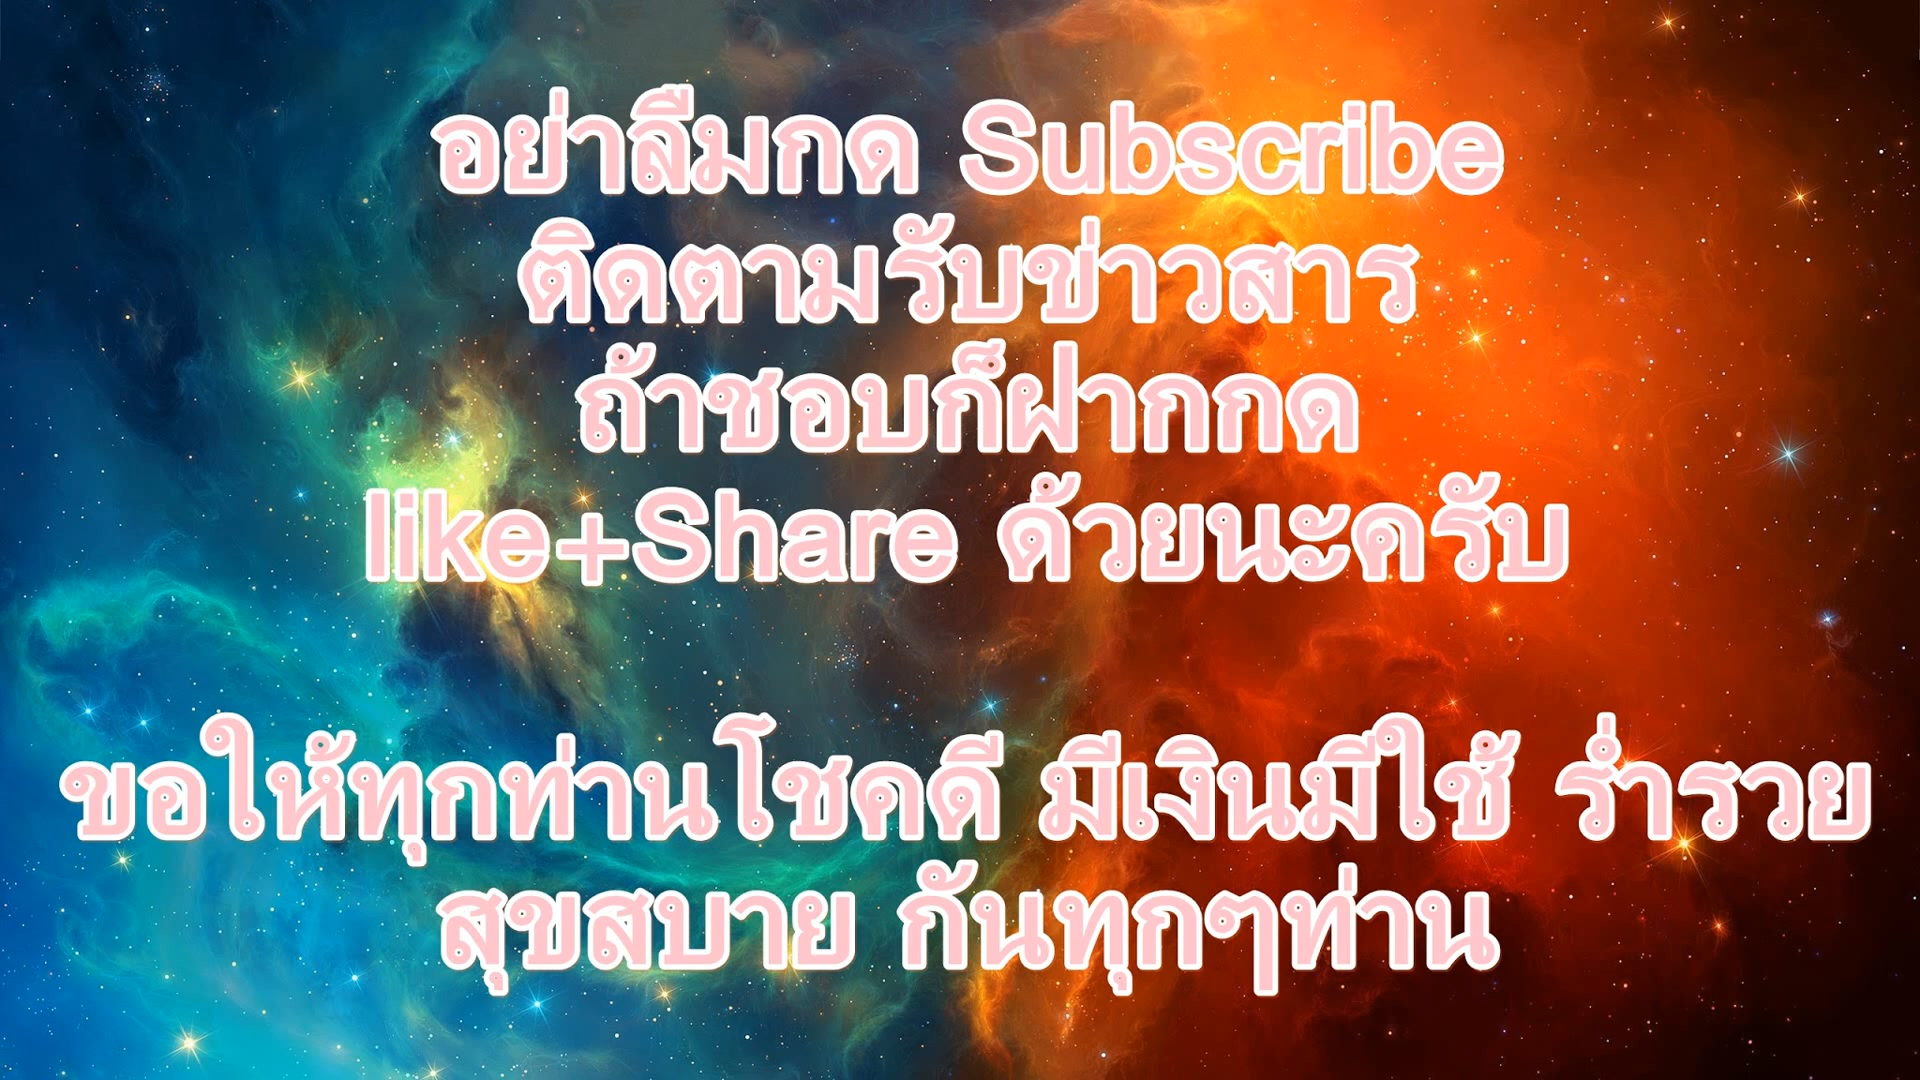 อย่าลืมกด Subscribe
ติดตามรับข่าวสาร
ถ้าชอบก็ฝากกด
like+Share ด้วยนะครับ
ขอให้ทุกท่านโชคดี มีเงินมีใช้ ร่ำรวย
สุขสบาย กันทุกๆท่าน